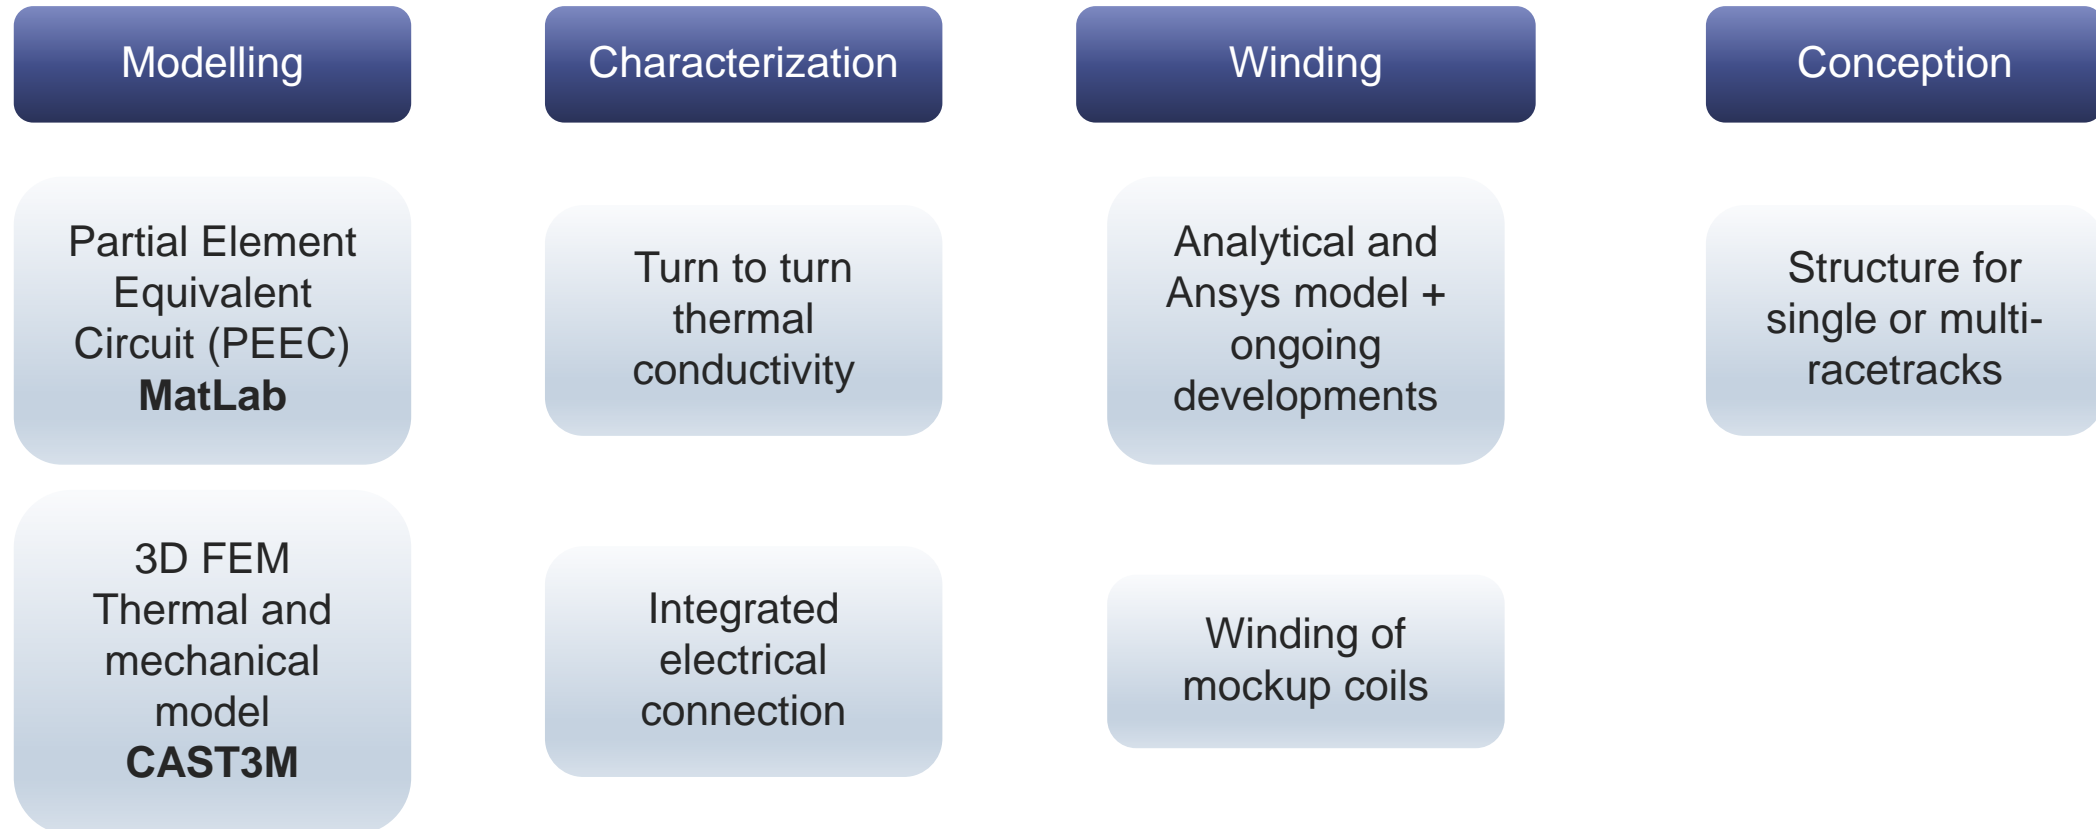 Modelling
Characterization
Winding
Conception
Partial Element
Equivalent
Circuit (PEEC)
MatLab
Turn to turn
thermal
conductivity
Analytical and
Ansys model +
ongoing
developments
Structure for
single or multi-
racetracks
3D FEM
Thermal and
mechanical
model
CAST3M
Integrated
electrical
connection
Winding of
mockup coils